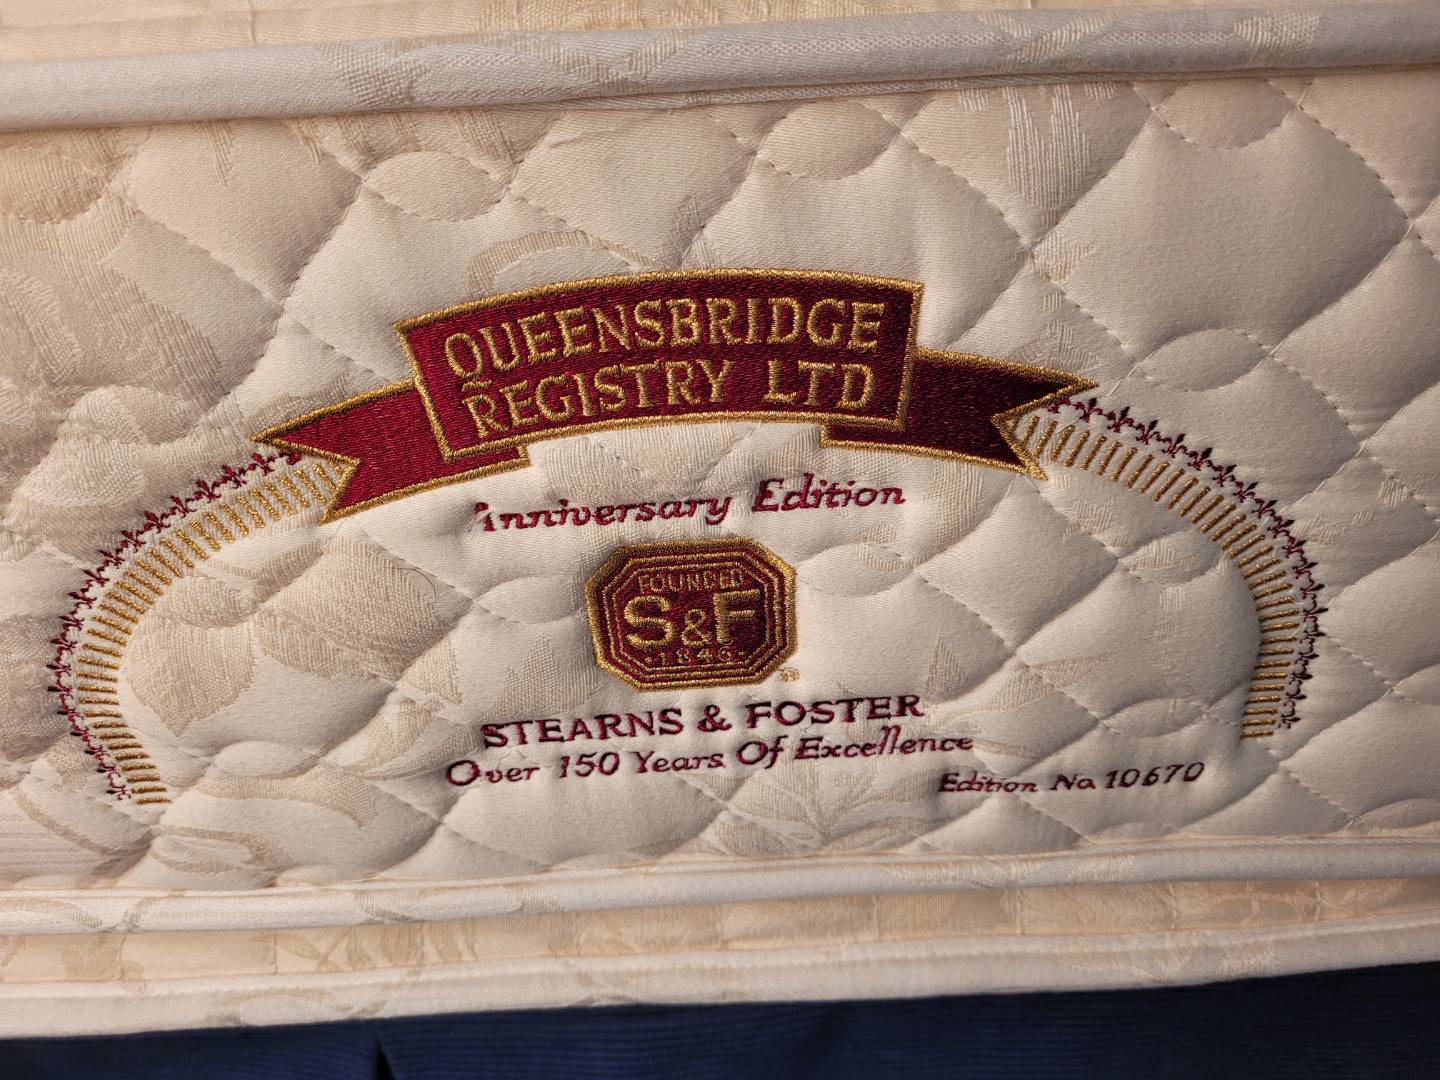 QUEENSBRIDGE
REGISTRY LTD
Anniversary Edition
FOUNDED
S&F
•1846•
®
STEARNS & FOSTER
Over 150 Years Of Excellence
Edition No. 10670